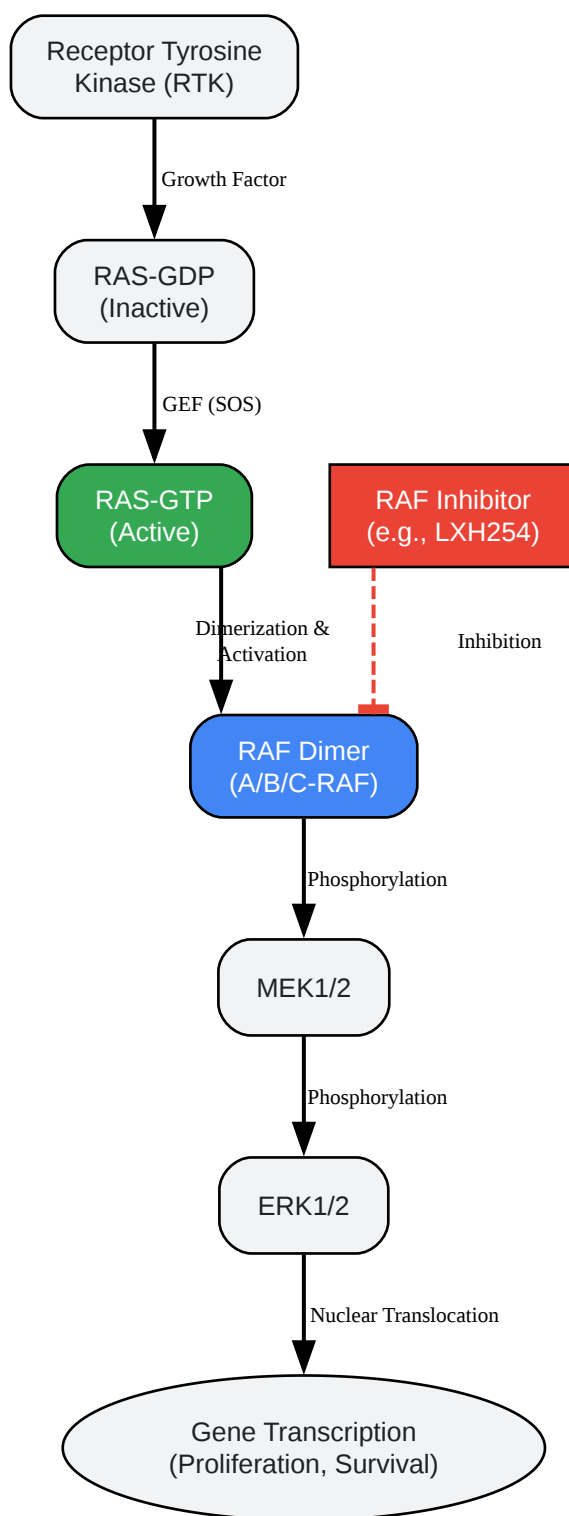 Receptor Tyrosine
Kinase (RTK)
Growth Factor
RAS-GDP
(Inactive)
GEF (SOS)
RAS-GTP
(Active)
RAF Inhibitor
(e.g., LXH254)
Dimerization &
Activation
Inhibition
RAF Dimer
(A/B/C-RAF)
Phosphorylation
MEK1/2
Phosphorylation
ERK1/2
Nuclear Translocation
Gene Transcription
(Proliferation, Survival)